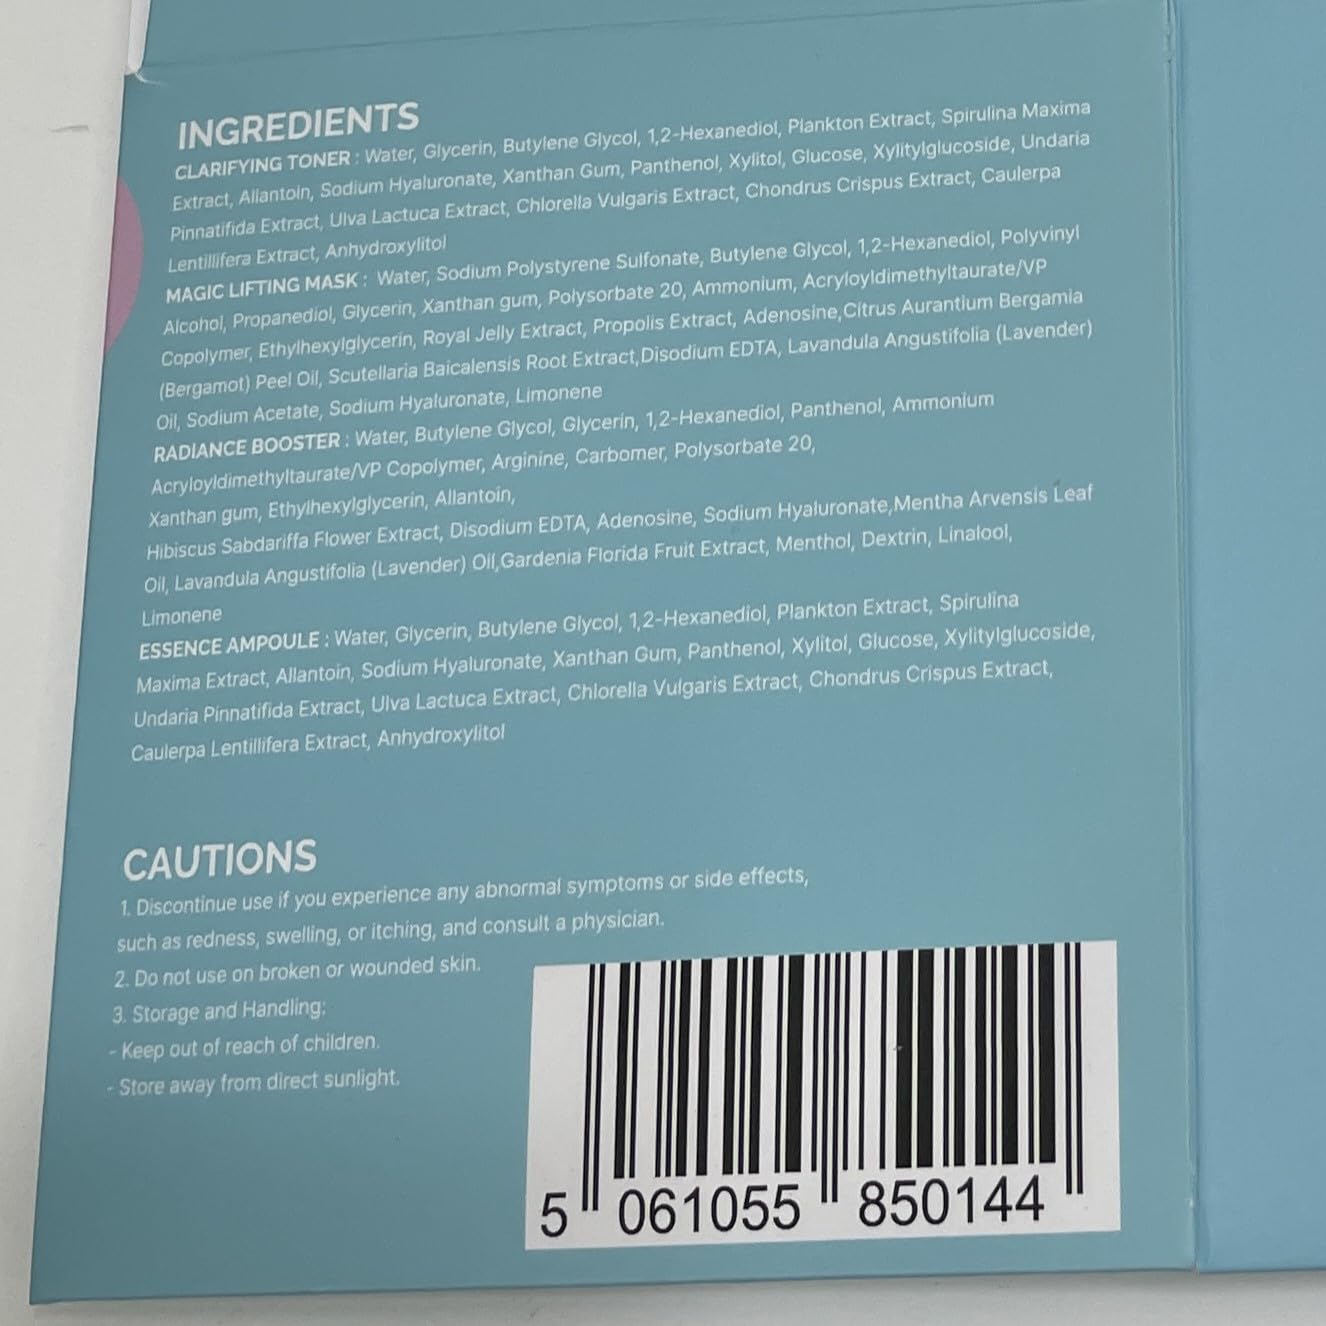 INGREDIENTS
CLARIFYING TONER : Water, Glycerin, Butylene Glycol, 1,2-Hexanediol, Plankton Extract, Spirulina Maxima
Extract, Allantoin, Sodium Hyaluronate, Xanthan Gum, Panthenol, Xylitol, Glucose, Xylitylglucoside, Undaria
Pinnatifida Extract, Ulva Lactuca Extract, Chlorella Vulgaris Extract, Chondrus Crispus Extract, Caulerpa
Lentillifera Extract, Anhydroxylitol
MAGIC LIFTING MASK : Water, Sodium Polystyrene Sulfonate, Butylene Glycol, 1,2-Hexanediol, Polyvinyl
Alcohol, Propanediol, Glycerin, Xanthan gum, Polysorbate 20, Ammonium, Acryloyldimethyltaurate/VP
Copolymer, Ethylhexylglycerin, Royal Jelly Extract, Propolis Extract, Adenosine,Citrus Aurantium Bergamia
(Bergamot) Peel Oil, Scutellaria Baicalensis Root Extract,Disodium EDTA, Lavandula Angustifolia (Lavender)
Oil, Sodium Acetate, Sodium Hyaluronate, Limonene
RADIANCE BOOSTER : Water, Butylene Glycol, Glycerin, 1,2-Hexanediol, Panthenol, Ammonium
Acryloyldimethyltaurate/VP Copolymer, Arginine, Carbomer, Polysorbate 20,
Xanthan gum, Ethylhexylglycerin, Allantoin,
Hibiscus Sabdariffa Flower Extract, Disodium EDTA, Adenosine, Sodium Hyaluronate,Mentha Arvensis Leaf
Oil, Lavandula Angustifolia (Lavender) Oil,Gardenia Florida Fruit Extract, Menthol, Dextrin, Linalool,
Limonene
ESSENCE AMPOULE : Water, Glycerin, Butylene Glycol, 1,2-Hexanediol, Plankton Extract, Spirulina
Maxima Extract, Allantoin, Sodium Hyaluronate, Xanthan Gum, Panthenol, Xylitol, Glucose, Xylitylglucoside,
Undaria Pinnatifida Extract, Ulva Lactuca Extract, Chlorella Vulgaris Extract, Chondrus Crispus Extract,
Caulerpa Lentillifera Extract, Anhydroxylitol
CAUTIONS
1. Discontinue use if you experience any abnormal symptoms or side effects,
such as redness, swelling, or itching, and consult a physician.
2. Do not use on broken or wounded skin.
3. Storage and Handling:
- Keep out of reach of children.
- Store away from direct sunlight.
5 061055 850144